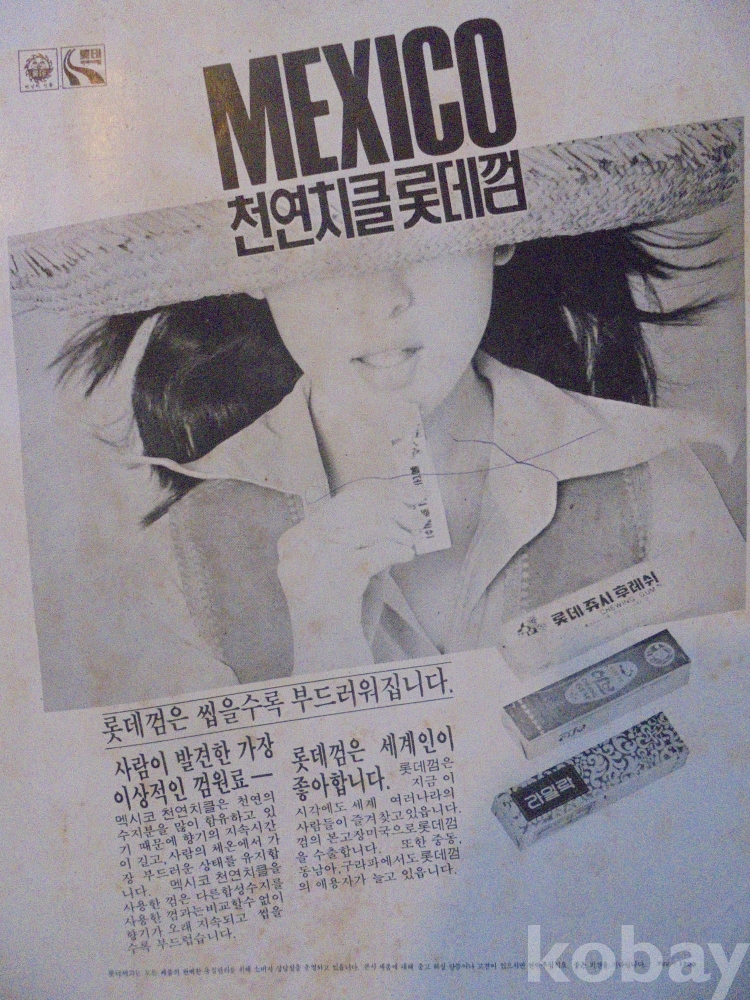 롯데
MEXICO
천연치클롯데껌
롯데 쥬시 후레쉬
CHEWING GUM
라일락
롯데껌은 씹을수록 부드러워집니다.
사람이 발견한 가장
이상적인 껌원료—
멕시코 천연치클은 천연의
수지분을 많이 함유하고 있
기 때문에 향기의 지속시간
이 길고, 사람의 체온에서 가
장 부드러운 상태를 유지합
니다. 멕시코 천연치클을
사용한 껌은 다른합성수지를
사용한 껌과는비교할수 없이
향기가 오래 지속되고 씹을
수록 부드럽습니다.
롯데껌은 세계인이
좋아합니다. 롯데껌은
지금 이
시각에도 세계 여러나라의
사람들이 즐겨 찾고있읍니다.
껌의 본고장미국으로롯데껌
을 수출합니다. 또한 중동,
동남아, 구라파에서도롯데껌
의 애용자가 늘고 있읍니다.
kobay